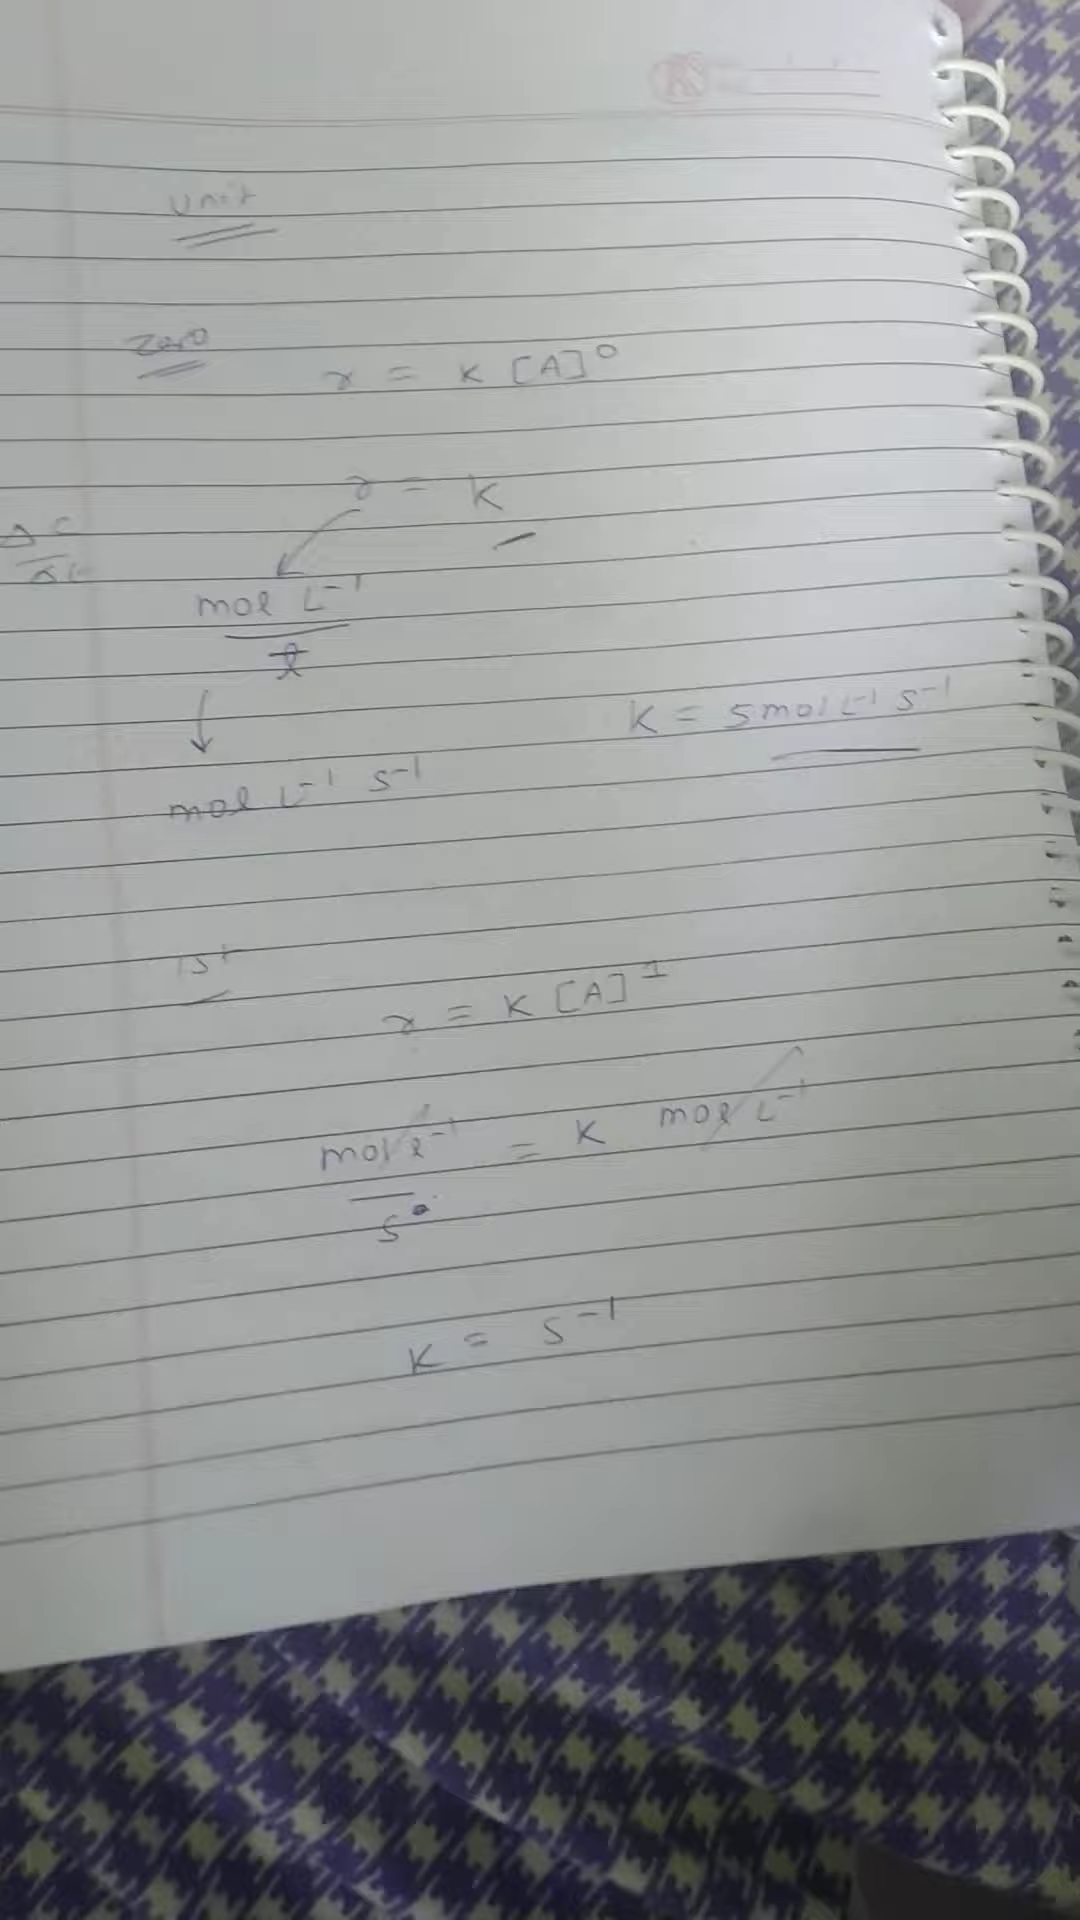 unit
zero
r = K [A]⁰
r = K
ΔC
mol L⁻¹
t
K = 5 mol L⁻¹ s⁻¹
mol L⁻¹ s⁻¹
1st
r = K [A]¹
mol l⁻¹ = K mol L⁻¹
s
K = s⁻¹